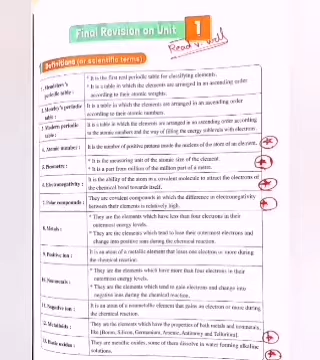 Final Revision on Unit 1
Read v. well
1 Definitions (or scientific terms)
1. Mendeleev's periodic table :
* It is the first real periodic table for classifying elements.
* It is a table in which the elements are arranged in an ascending order
according to their atomic weights.
2. Moseley's periodic table :
It is a table in which the elements are arranged in an ascending order
according to their atomic numbers.
3. Modern periodic table :
It is a table in which the elements are arranged in an ascending order according
to the atomic numbers and the way of filling the energy sublevels with electrons.
4. Atomic number :
It is the number of positive protons inside the nucleus of the atom of an element.
5. Picometre :
* It is the measuring unit of the atomic size of the element.
* It is a part from million of the million part of a metre.
6. Electronegativity :
It is the ability of the atom in a covalent molecule to attract the electrons of
the chemical bond towards itself.
7. Polar compounds :
They are covalent compounds in which the difference in electronegativity
between their elements is relatively high.
8. Metals :
* They are the elements which have less than four electrons in their
outermost energy levels.
* They are the elements which tend to lose their outermost electrons and
change into positive ions during the chemical reaction.
9. Positive ion :
It is an atom of a metallic element that loses one electron or more during
the chemical reaction.
10. Nonmetals :
* They are the elements which have more than four electrons in their
outermost energy levels.
* They are the elements which tend to gain electrons and change into
negative ions during the chemical reaction.
11. Negative ion :
It is an atom of a nonmetallic element that gains an electron or more during
the chemical reaction.
12. Metalloids :
They are the elements which have the properties of both metals and nonmetals,
like [Boron, Silicon, Germanium, Arsenic, Antimony and Tellurium].
13. Basic oxides :
They are metallic oxides, some of them dissolve in water forming alkaline
solutions.